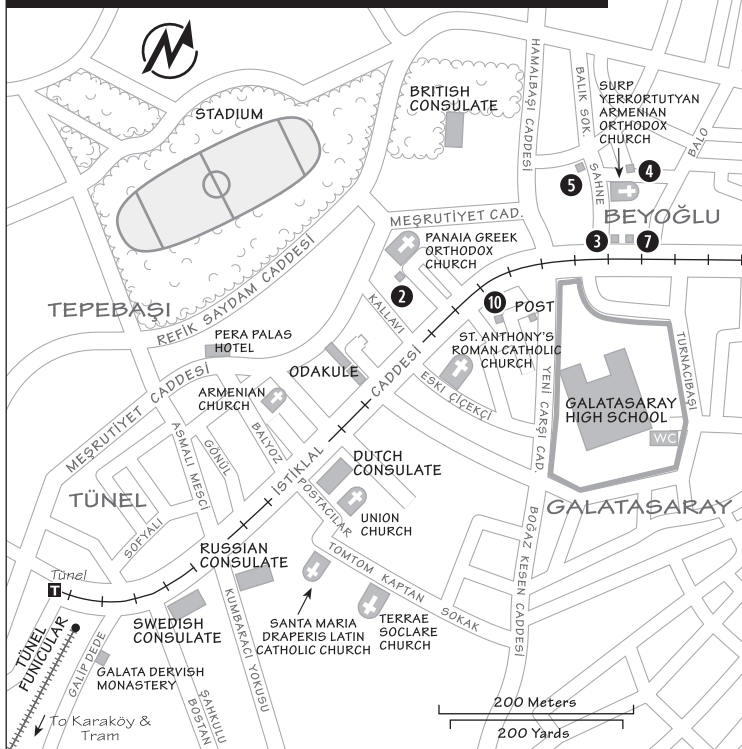 STADIUM
BRITISH
CONSULATE
HAMALBAŞI CADDESİ
BALIK SOK.
SAHNE
SURP
YERRORTUTYAN
ARMENIAN
ORTHODOX
CHURCH
BALO
4
5
BEYOĞLU
3
7
MEŞRUTİYET CAD.
PANAIA GREEK
ORTHODOX
CHURCH
2
KALLAVI
10
POST
ST. ANTHONY'S
ROMAN CATHOLIC
CHURCH
TEPEBAŞI
REFİK SAYDAM CADDESİ
PERA PALAS
HOTEL
ODAKULE
İSTİKLAL CADDESİ
ESKI ÇİÇEKÇİ
YENİ ÇARŞI CAD.
TURNACIBAŞI
GALATASARAY
HIGH SCHOOL
WC
GALATASARAY
MEŞRUTİYET CADDESİ
ARMENIAN
CHURCH
ASMALI MESCİ
GÖNÜL
BALYOZ
SOFYALI
TÜNEL
DUTCH
CONSULATE
POSTACILAR
UNION
CHURCH
RUSSIAN
CONSULATE
TOMTOM KAPTAN SOKAK
BOĞAZ KESEN CADDESİ
Tünel
T
SWEDISH
CONSULATE
KUMBARACI YOKUSU
SANTA MARIA
DRAPERIS LATIN
CATHOLIC CHURCH
TERRAE
SOCLARE
CHURCH
TÜNEL
FUNICULAR
GALIP DEDE
GALATA DERVISH
MONASTERY
ŞAHKULU
BOSTAN
To Karaköy &
Tram
200 Meters
200 Yards